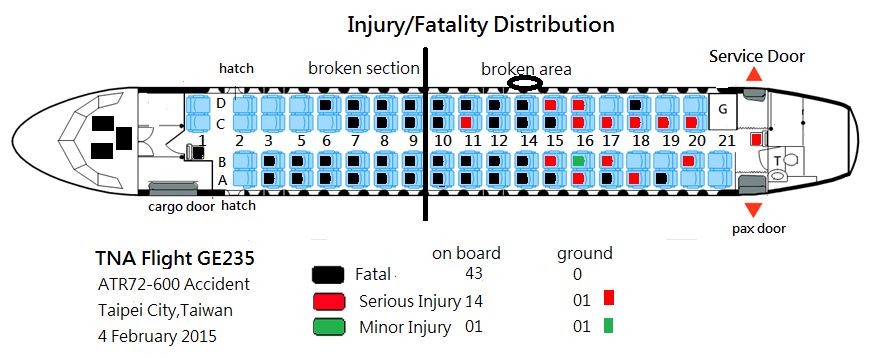 Injury/Fatality Distribution
Service Door
hatch
broken section
broken area
D
C
G
1 2 3 5 6 7 8 9 10 11 12 14 15 16 17 18 19 20 21
B
A
T
cargo door
hatch
pax door
TNA Flight GE235
ATR72-600 Accident
Taipei City,Taiwan
4 February 2015
on board ground
Fatal 43 0
Serious Injury 14 01
Minor Injury 01 01